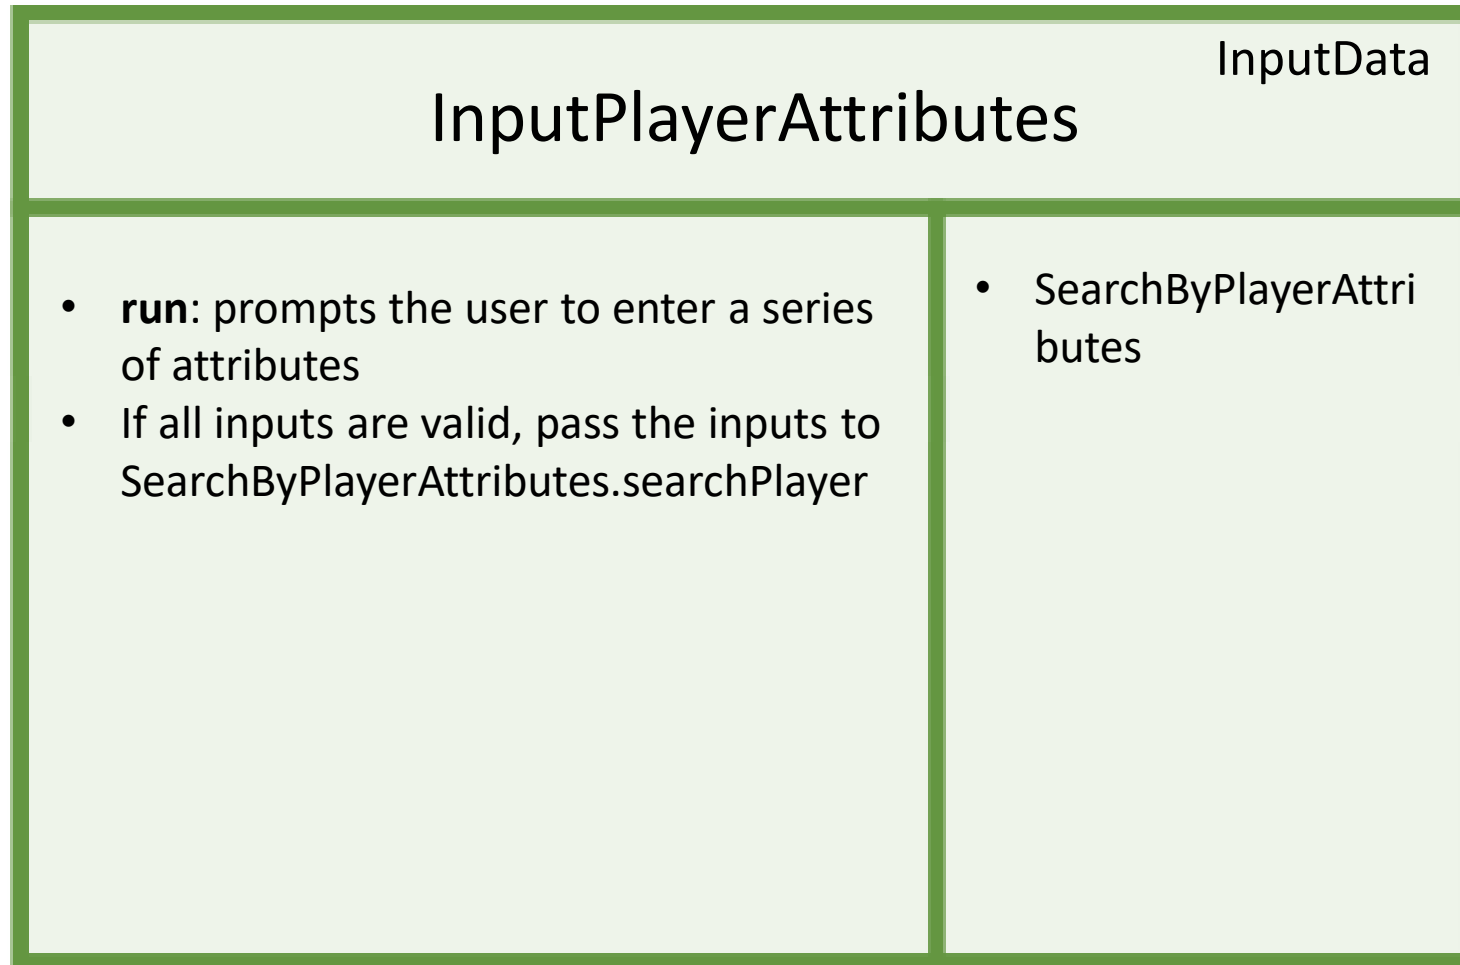 InputData
InputPlayerAttributes
• run: prompts the user to enter a series
of attributes
• If all inputs are valid, pass the inputs to
SearchByPlayerAttributes.searchPlayer
• SearchByPlayerAttri
butes